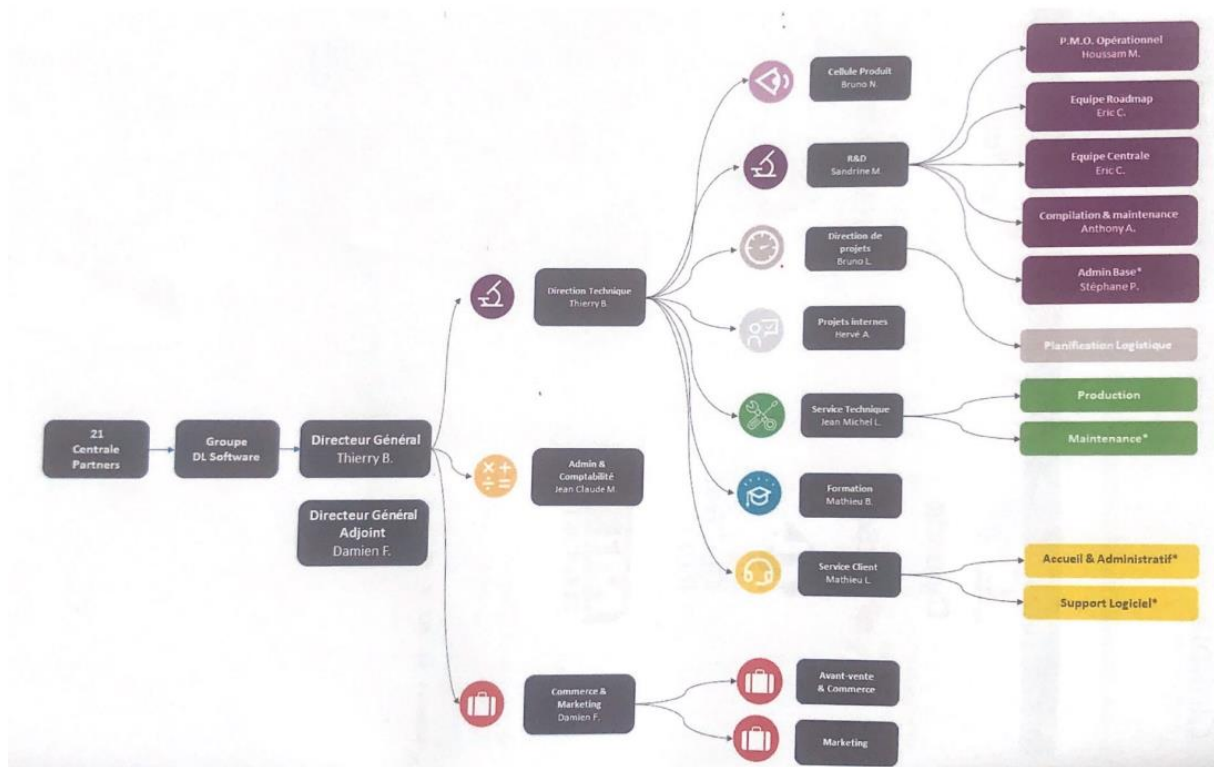 21
Centrale
Partners
Groupe
DL Software
Directeur Général
Thierry B.
Directeur Général
Adjoint
Damien F.
Direction Technique
Thierry B.
Admin &
Comptabilité
Jean Claude M.
Commerce &
Marketing
Damien F.
Cellule Produit
Bruno N.
R&D
Sandrine M.
Direction de
projets
Bruno L.
Projets internes
Hervé A.
Service Technique
Jean Michel L.
Formation
Mathieu B.
Service Client
Mathieu L.
Avant-vente
& Commerce
Marketing
P.M.O. Opérationnel
Houssam M.
Equipe Roadmap
Eric C.
Equipe Centrale
Eric C.
Compilation & maintenance
Anthony A.
Admin Base*
Stéphane P.
Planification Logistique
Production
Maintenance*
Accueil & Administratif*
Support Logiciel*